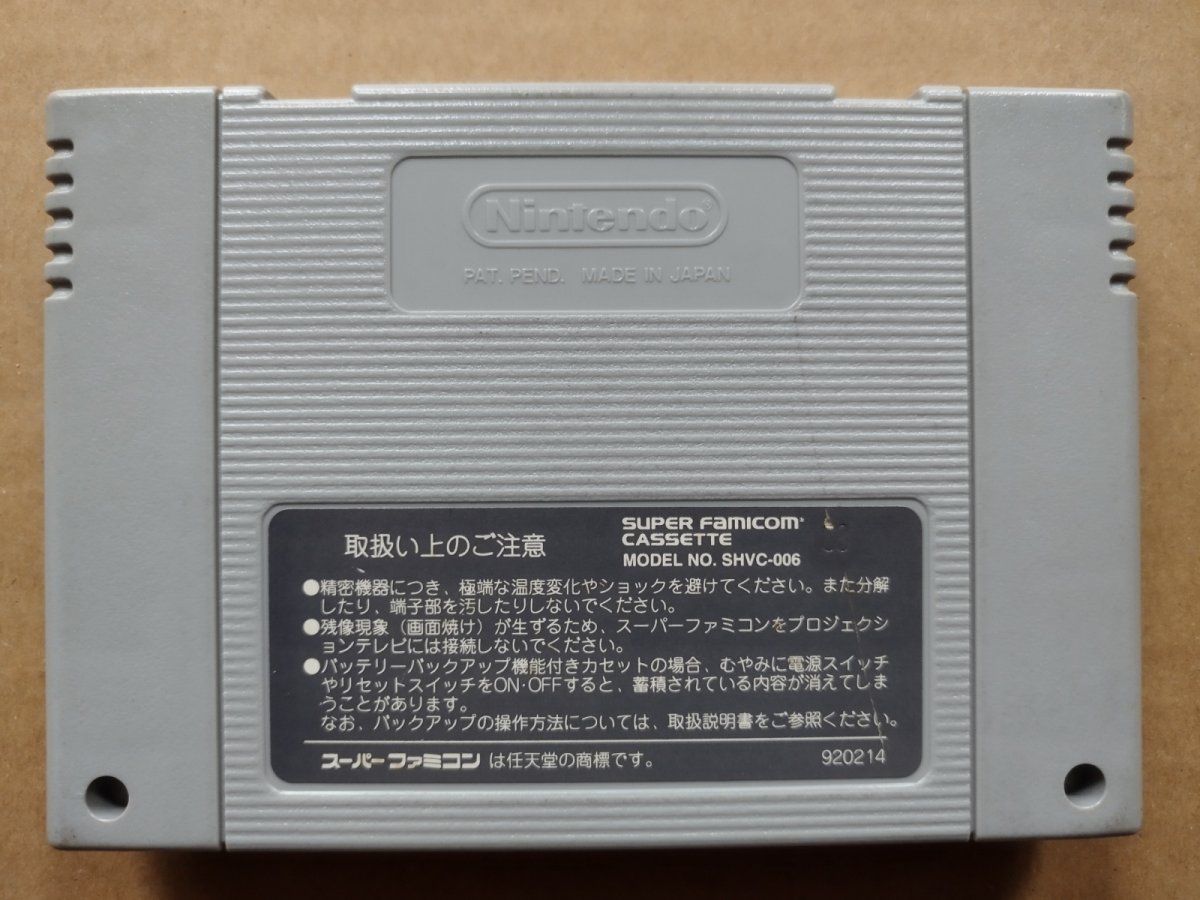 Nintendo®
PAT. PEND. MADE IN JAPAN
取扱い上のご注意
SUPER FAMICOM
CASSETTE
MODEL NO. SHVC-006
●精密機器につき、極端な温度変化やショックを避けてください。また分解
したり、端子部を汚したりしないでください。
●残像現象（画面焼け）が生ずるため、スーパーファミコンをプロジェクシ
ョンテレビには接続しないでください。
●バッテリーバックアップ機能付きカセットの場合、むやみに電源スイッチ
やリセットスイッチをON·OFFすると、蓄積されている内容が消えてしま
うことがあります。
なお、バックアップの操作方法については、取扱説明書をご参照ください。
スーパーファミコン は任天堂の商標です。
920214